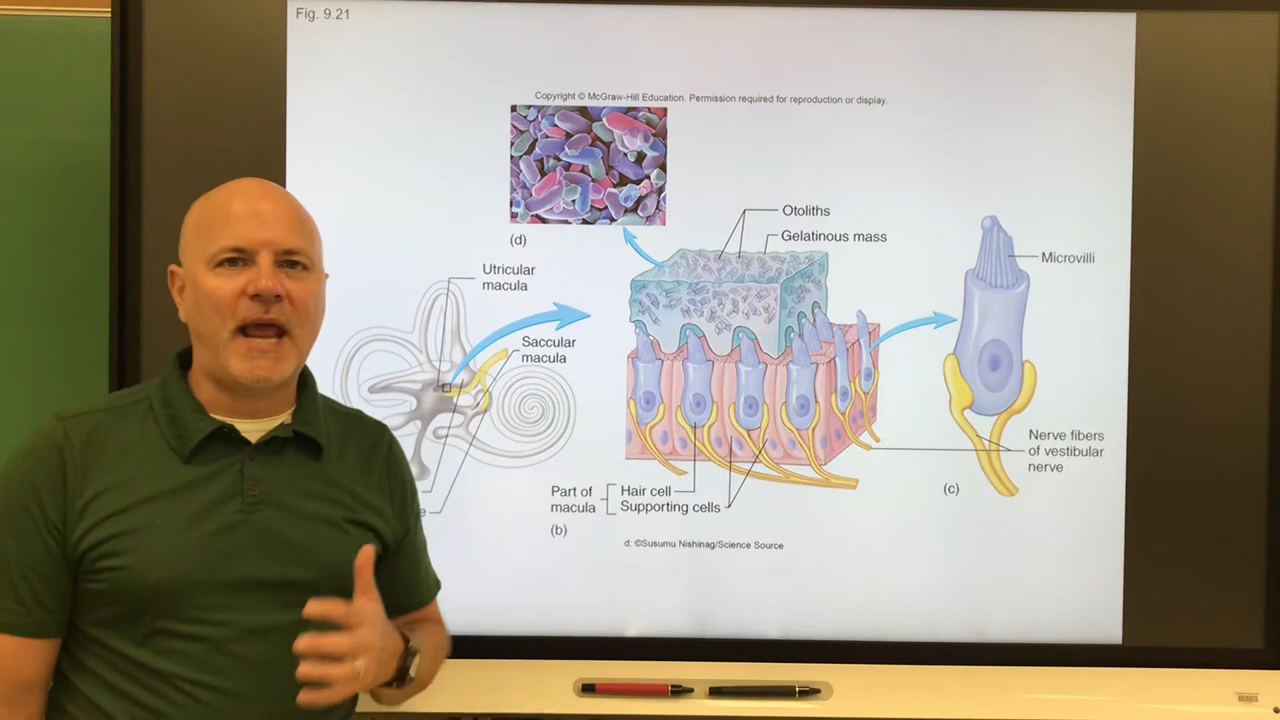 Fig. 9.21
Copyright © McGraw-Hill Education. Permission required for reproduction or display.
(d)
Otoliths
Gelatinous mass
Microvilli
Utricular
macula
Saccular
macula
Nerve fibers
of vestibular
nerve
(c)
Part of
macula
Hair cell
Supporting cells
(b)
d: ©Susumu Nishinag/Science Source